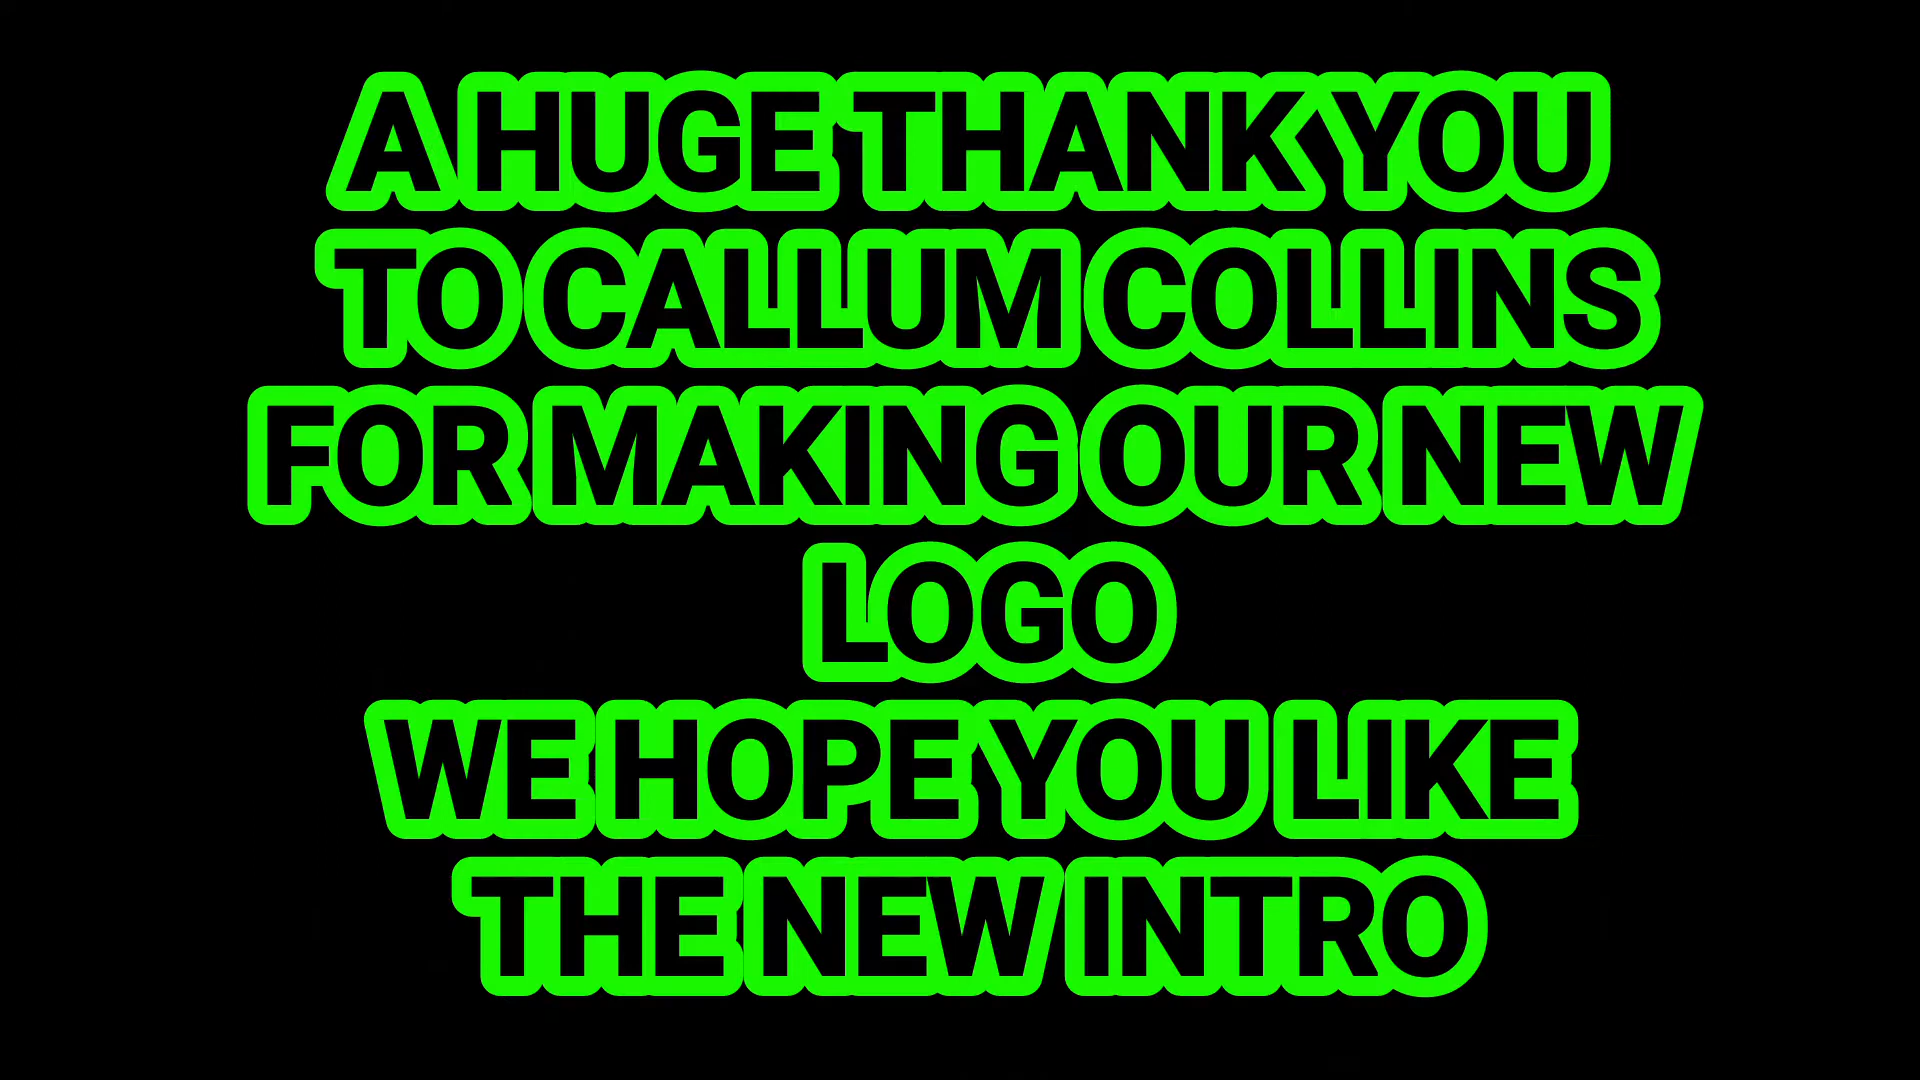 A HUGE THANK YOU
TO CALLUM COLLINS
FOR MAKING OUR NEW
LOGO
WE HOPE YOU LIKE
THE NEW INTRO